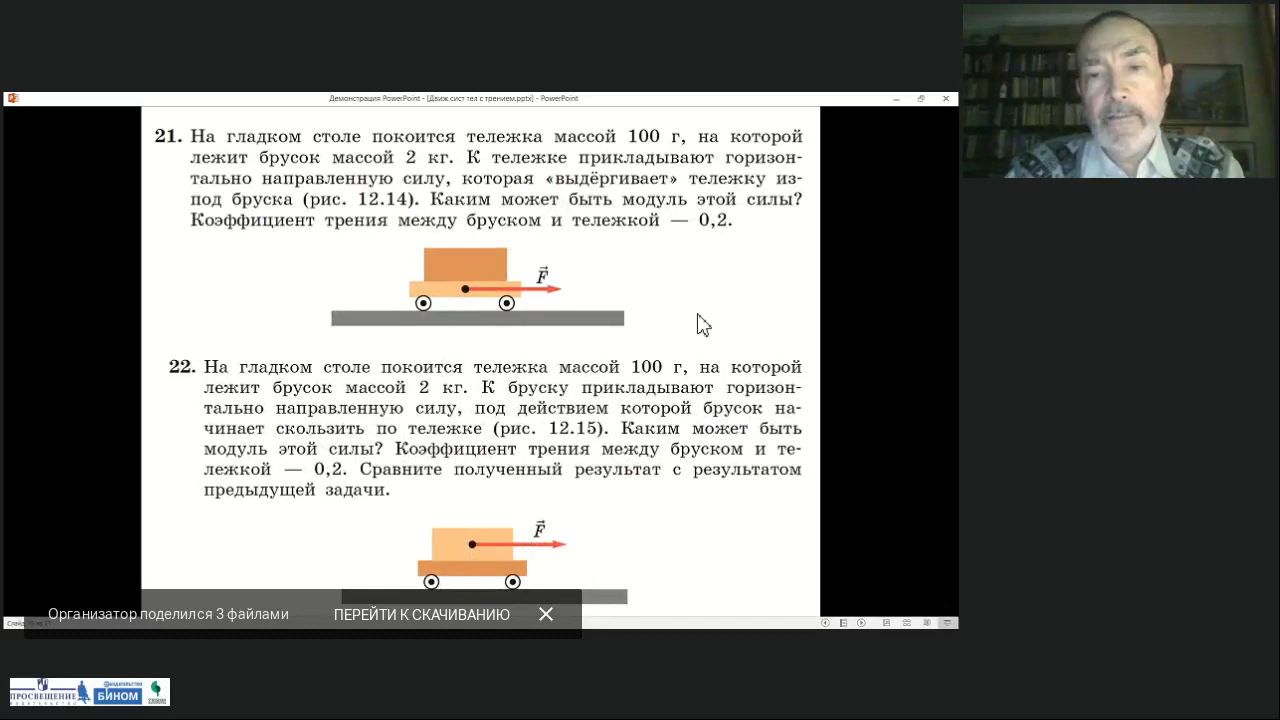 Демонстрация PowerPoint - [Движ сист тел с трением.pptx] - PowerPoint
21. На гладком столе покоится тележка массой 100 г, на которой
лежит брусок массой 2 кг. К тележке прикладывают горизон-
тально направленную силу, которая «выдёргивает» тележку из-
под бруска (рис. 12.14). Каким может быть модуль этой силы?
Коэффициент трения между бруском и тележкой — 0,2.
F
22. На гладком столе покоится тележка массой 100 г, на которой
лежит брусок массой 2 кг. К бруску прикладывают горизон-
тально направленную силу, под действием которой брусок на-
чинает скользить по тележке (рис. 12.15). Каким может быть
модуль этой силы? Коэффициент трения между бруском и те-
лежкой — 0,2. Сравните полученный результат с результатом
предыдущей задачи.
F
Организатор поделился 3 файлами ПЕРЕЙТИ К СКАЧИВАНИЮ
Слайд
ПРОСВЕЩЕНИЕ
ИЗДАТЕЛЬСТВО
БИНОМ